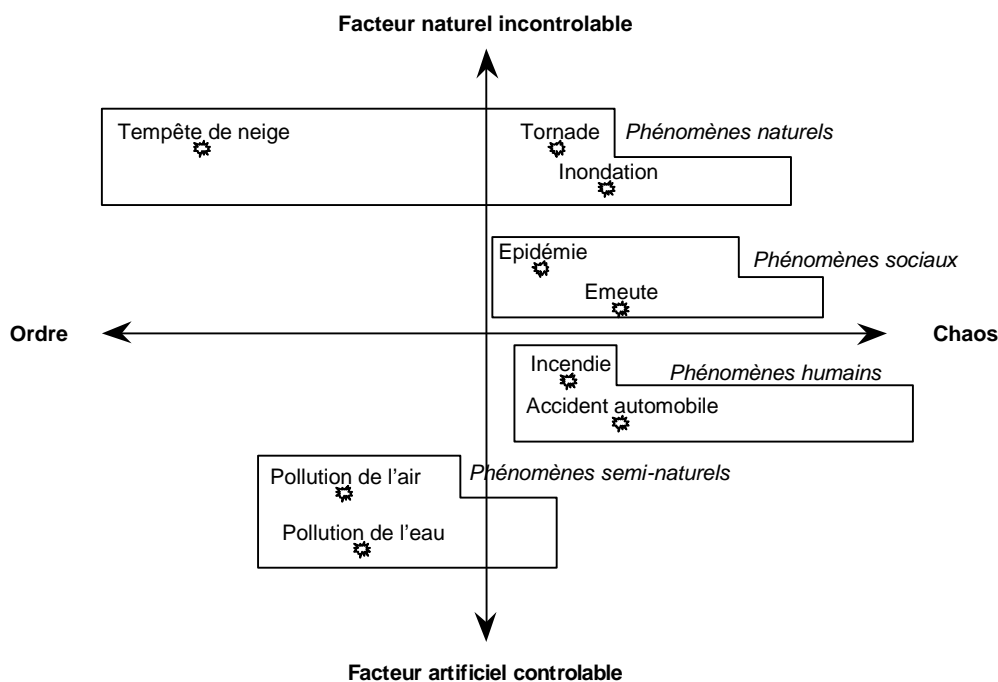 Facteur naturel incontrolable
Tempête de neige
Tornade
Phénomènes naturels
Inondation
Epidémie
Phénomènes sociaux
Emeute
Ordre
Chaos
Incendie
Phénomènes humains
Accident automobile
Pollution de l'air
Phénomènes semi-naturels
Pollution de l'eau
Facteur artificiel controlable